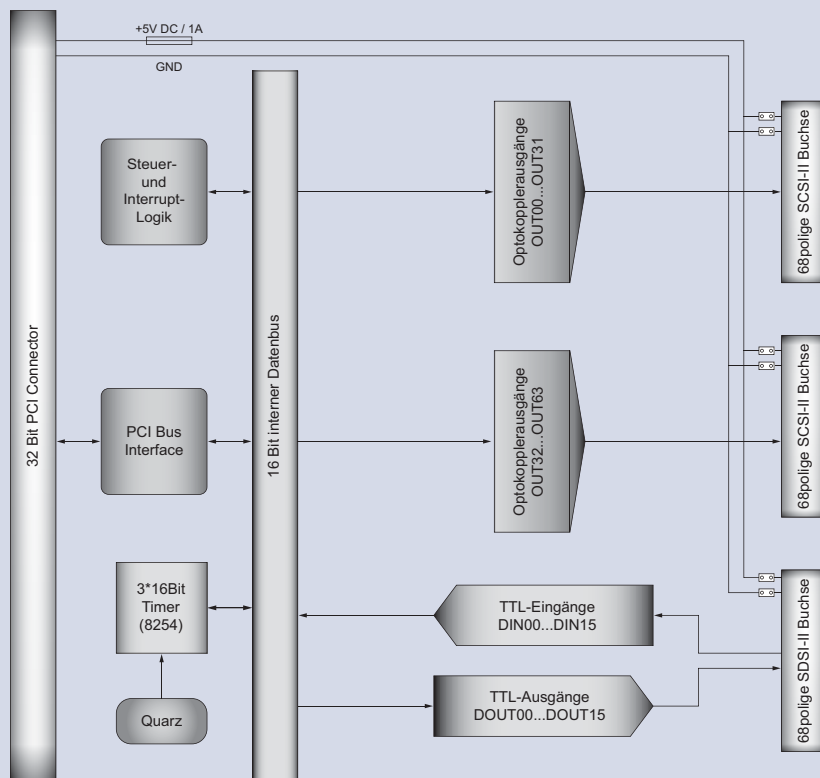 +5V DC / 1A
GND
32 Bit PCI Connector
Steuer-
und
Interrupt-
Logik
16 Bit interner Datenbus
Optokopplerausgänge
OUT00...OUT31
68polige SCSI-II Buchse
PCI Bus
Interface
Optokopplerausgänge
OUT32...OUT63
68polige SCSI-II Buchse
3*16Bit
Timer
(8254)
Quarz
TTL-Eingänge
DIN00...DIN15
TTL-Ausgänge
DOUT00...DOUT15
68polige SDSI-II Buchse